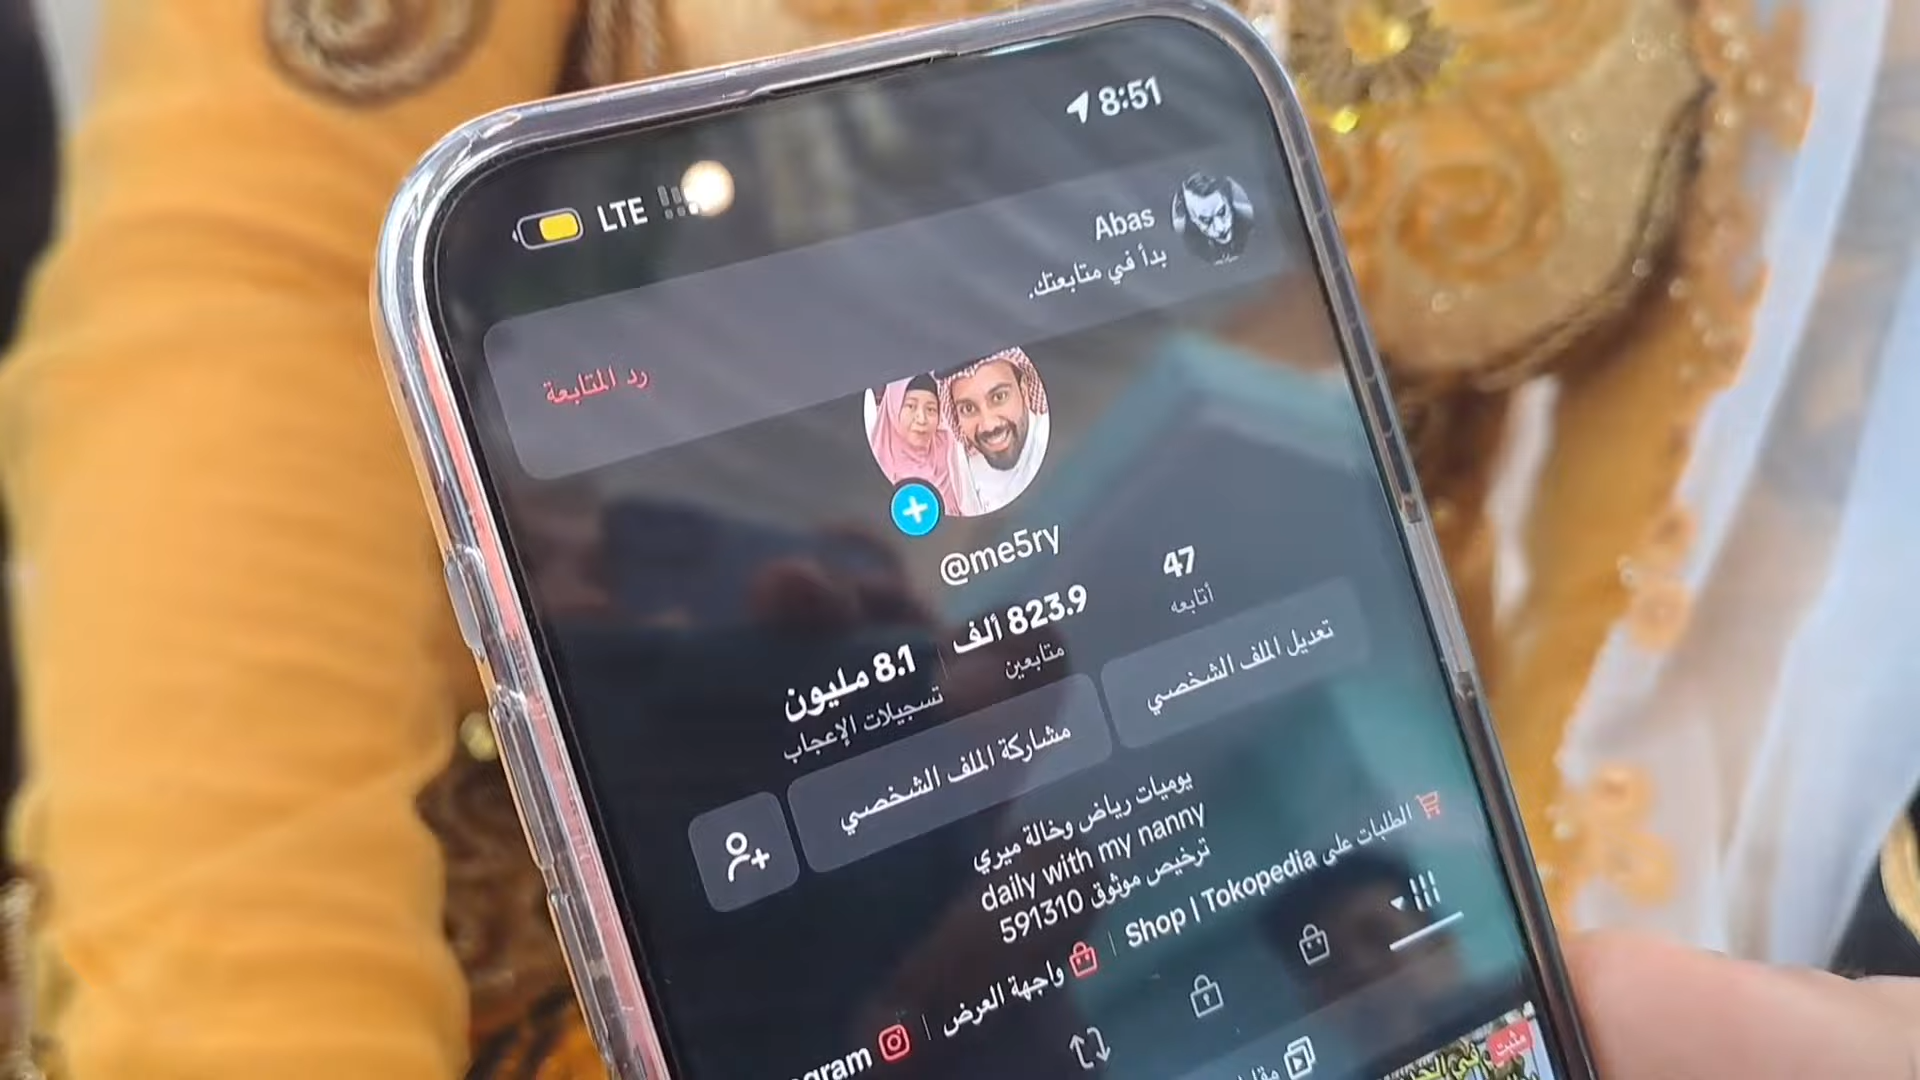 8:51
LTE
Abas
بدأ في متابعتك.
رد المتابعة
@me5ry
47
أتابعه
823.9 ألف
متابعين
8.1 مليون
تسجيلات الإعجاب
تعديل الملف الشخصي
مشاركة الملف الشخصي
يوميات رياض وخالة ميري
daily with my nanny
ترخيص موثوق 591310
الطلبات على Shop | Tokopedia
واجهة العرض
مثبت